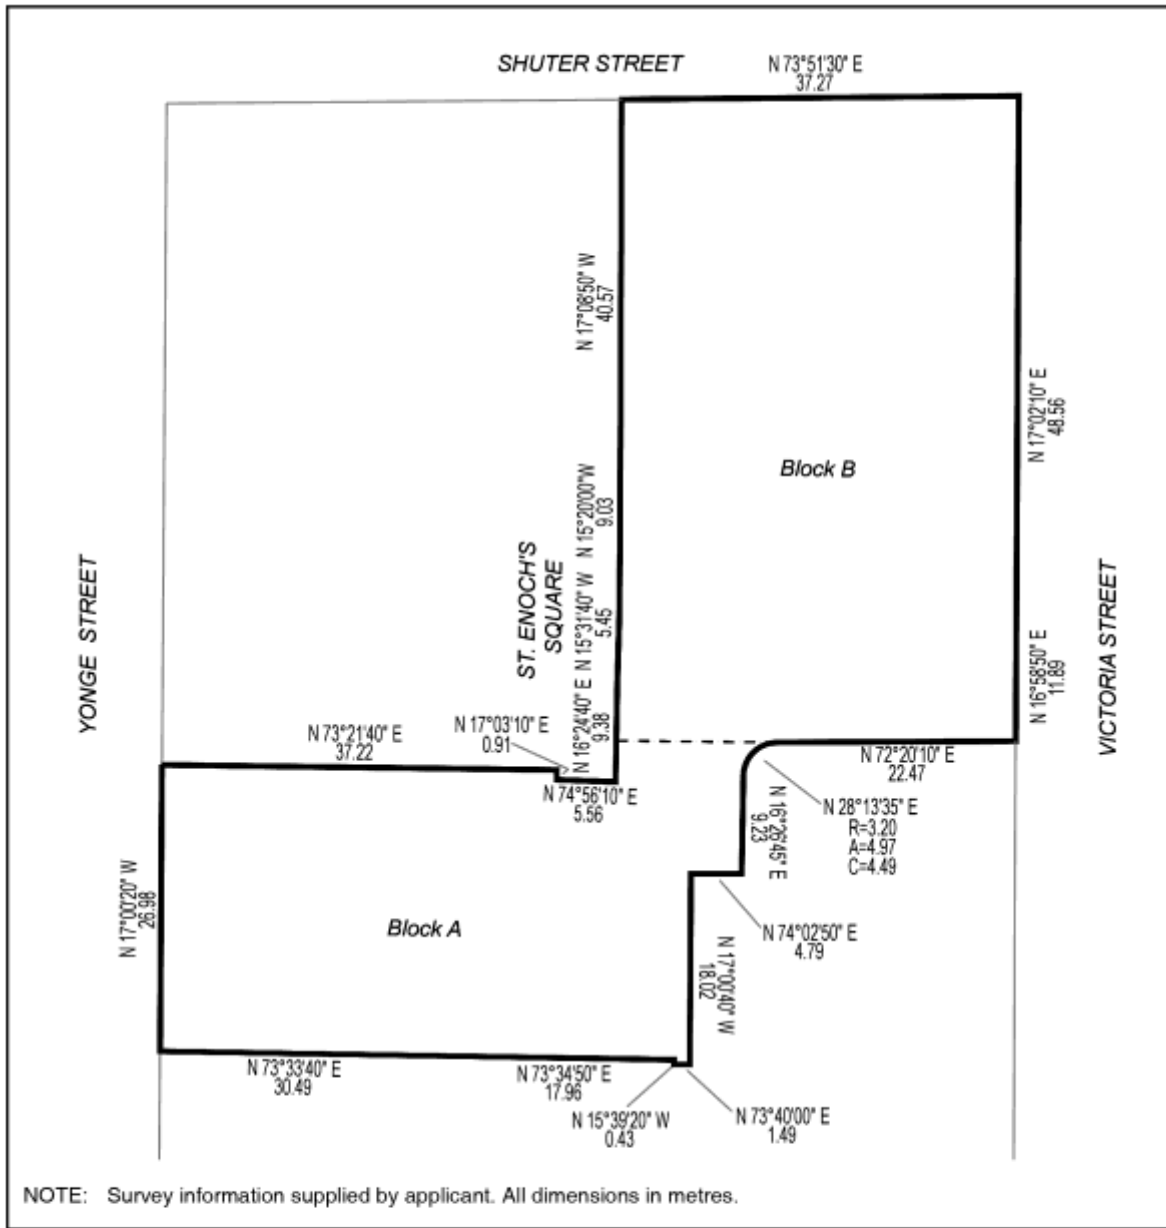 SHUTER STREET
N 73°51'30" E
37.27
N 17°08'50" W
40.57
N 17°02'10" E
48.56
Block B
N 15°20'00"W
9.03
ST. ENOCH'S
SQUARE
N 15°31'40" W
5.45
YONGE STREET
VICTORIA STREET
N 16°58'50" E
11.89
N 16°24'40" E
9.38
N 17°03'10" E
0.91
N 73°21'40" E
37.22
N 72°20'10" E
22.47
N 74°56'10" E
5.56
N 28°13'35" E
R=3.20
A=4.97
C=4.49
N 16°26'45" E
9.23
N 17°00'20" W
26.98
Block A
N 74°02'50" E
4.79
N 17°00'40" W
18.02
N 73°33'40" E
30.49
N 73°34'50" E
17.96
N 15°39'20" W
0.43
N 73°40'00" E
1.49
NOTE: Survey information supplied by applicant. All dimensions in metres.